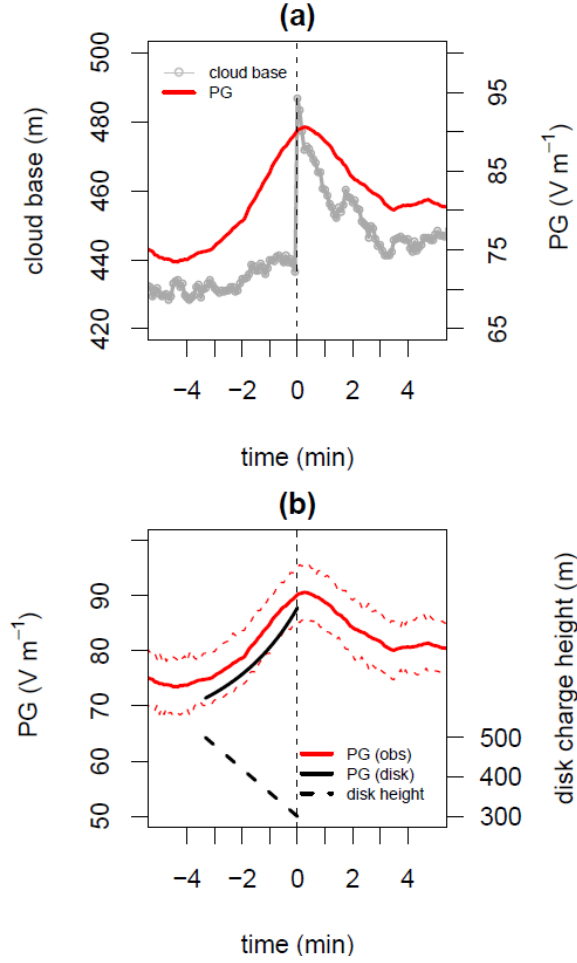 (a)
cloud base
PG
420 440 460 480 500
cloud base (m)
65 75 85 95
PG (V m−1)
−4 −2 0 2 4
time (min)
(b)
50 60 70 80 90
PG (V m−1)
300 400 500
disk charge height (m)
PG (obs)
PG (disk)
disk height
−4 −2 0 2 4
time (min)